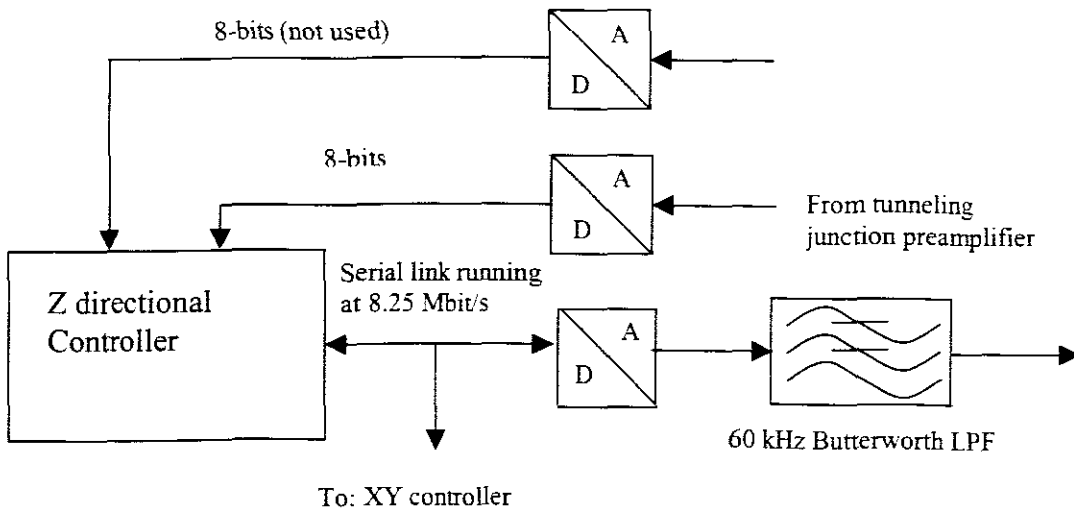 8-bits (not used)
A
D
8-bits
A
D
From tunneling
junction preamplifier
Serial link running
at 8.25 Mbit/s
Z directional
Controller
A
D
60 kHz Butterworth LPF
To: XY controller